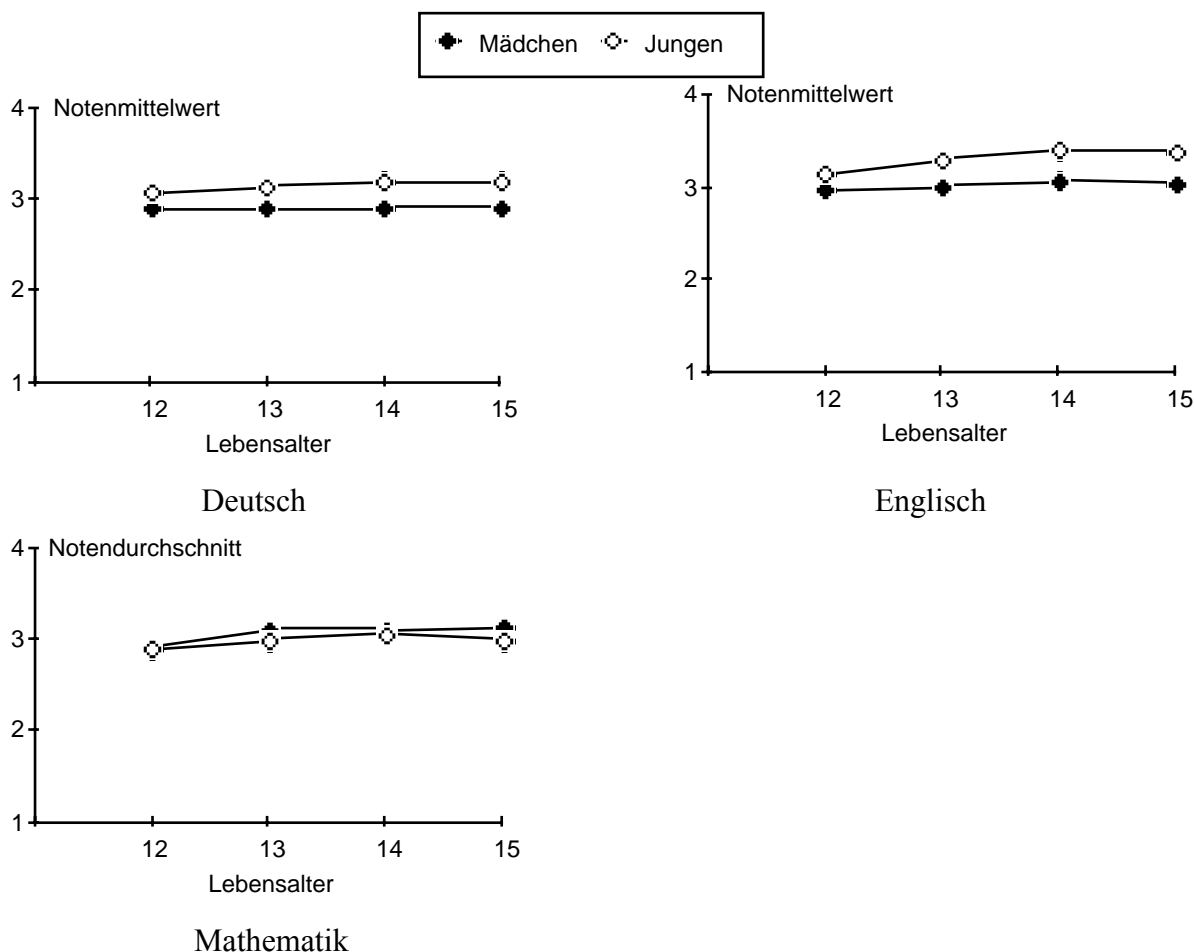 Mädchen Jungen
4 Notenmittelwert
3
2
1
12 13 14 15
Lebensalter
Deutsch
4 Notenmittelwert
3
2
1
12 13 14 15
Lebensalter
Englisch
4 Notendurchschnitt
3
2
1
12 13 14 15
Lebensalter
Mathematik